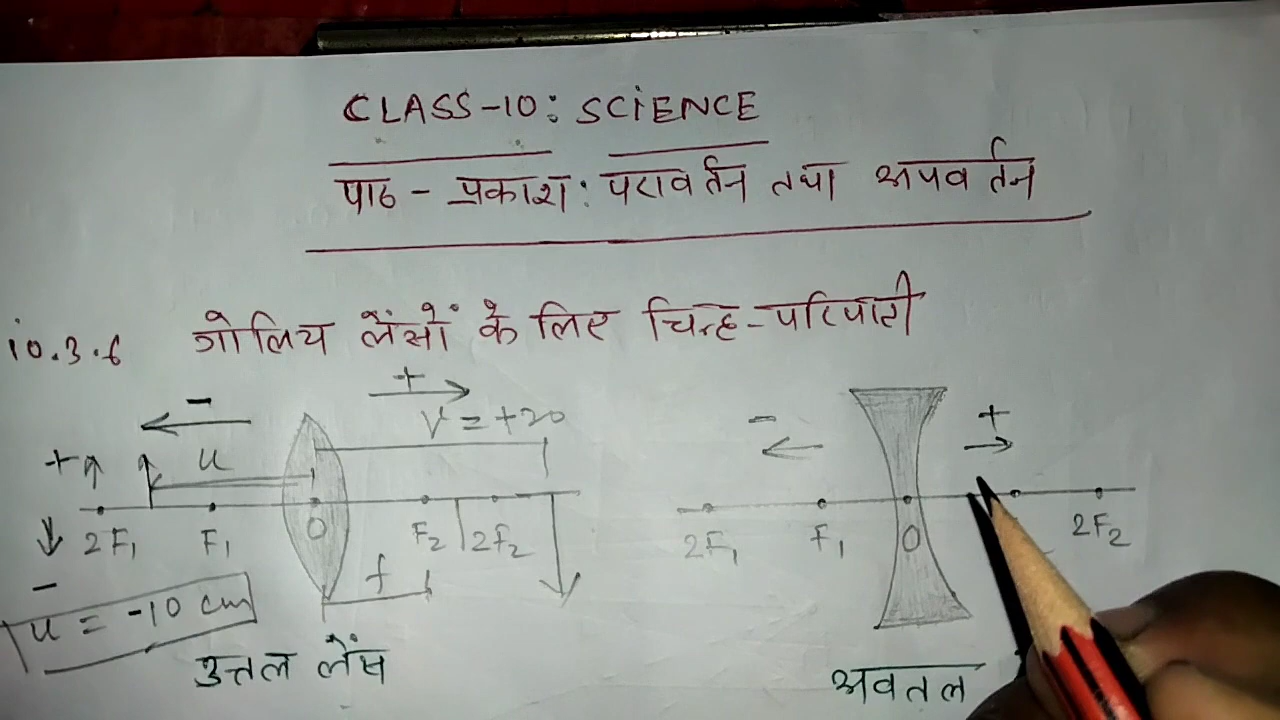 CLASS-10: SCIENCE
पाठ - प्रकाश: परावर्तन तथा अपवर्तन
10.3.6 गोलिय लेंसों के लिए चिन्ह-परिपाटी
- + V = +20
+ u
2F₁ F₁ O F₂ 2F₂
- f
u = -10 cm
उत्तल लेंस
- +
2F₁ F₁ O 2F₂
अवतल